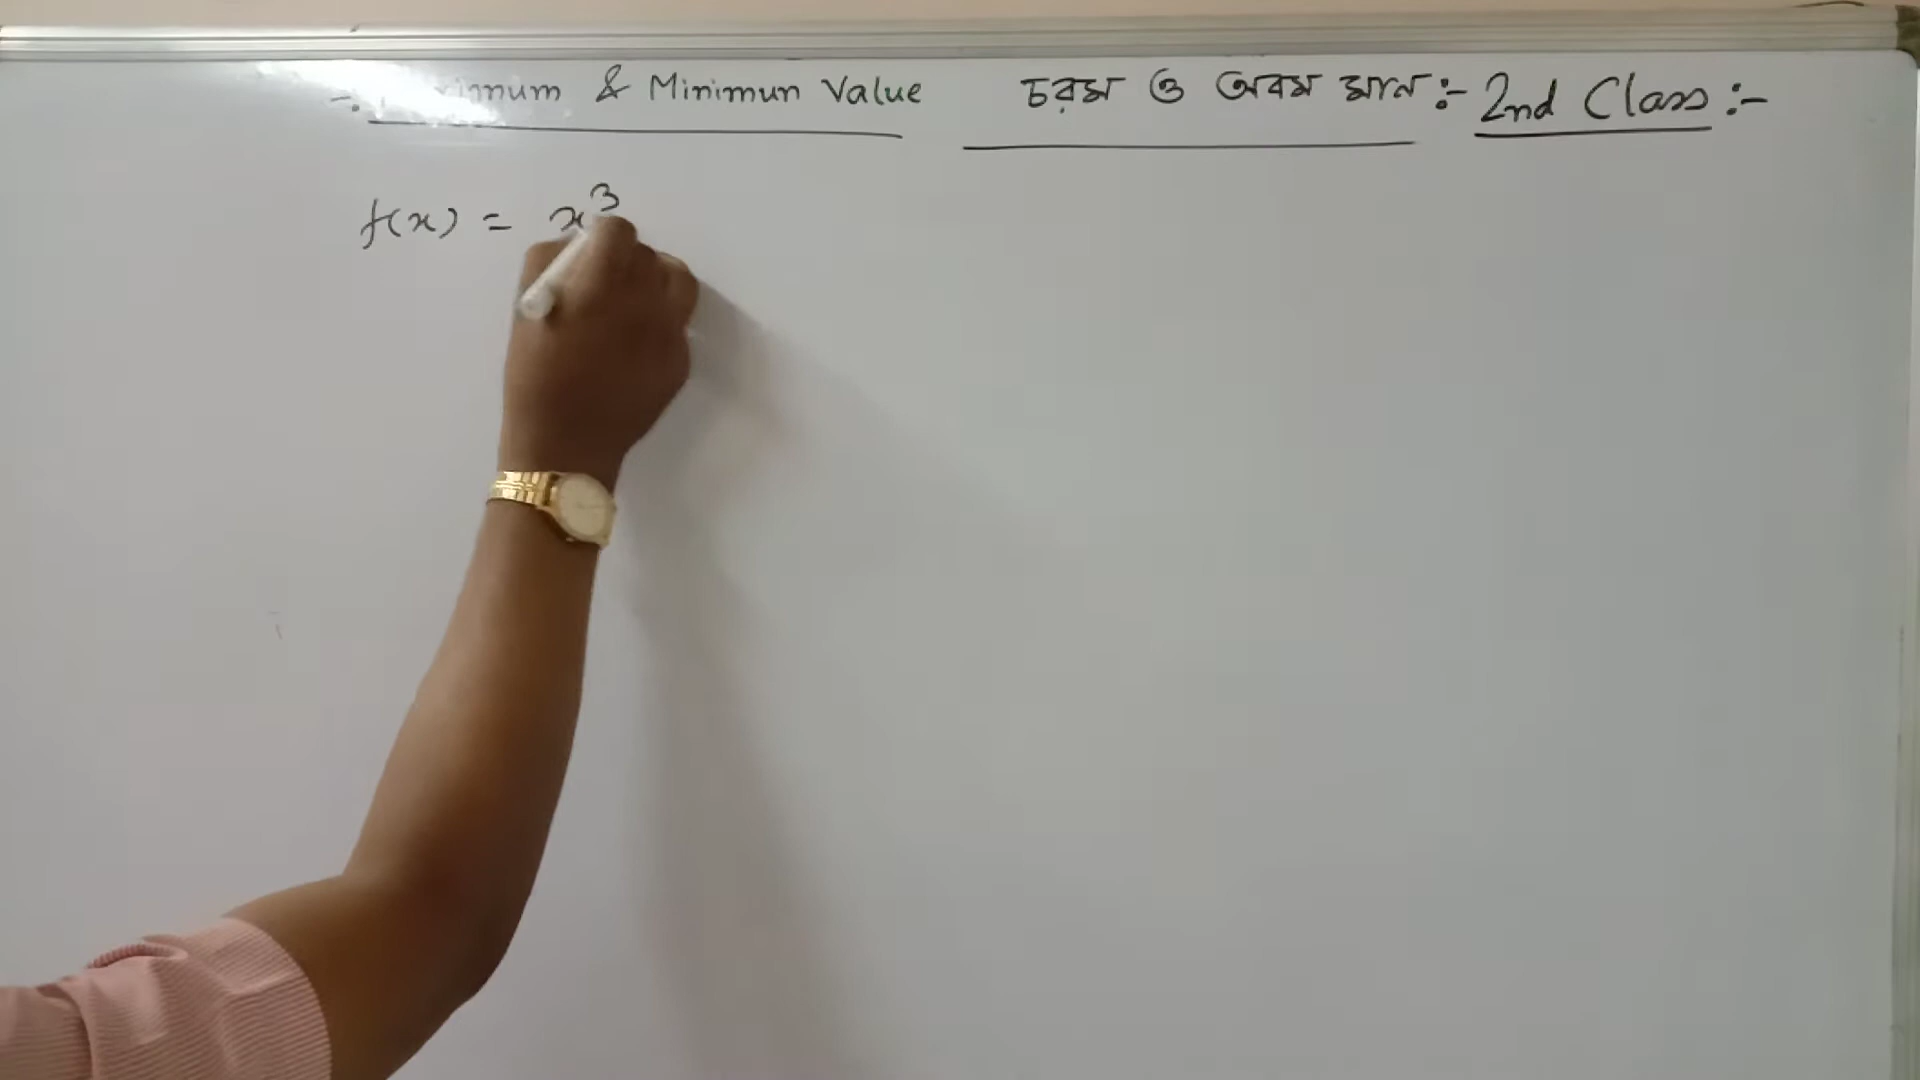 & Minimun Value চরম ও অবম মান:- 2nd Class :-
f(x) = x³